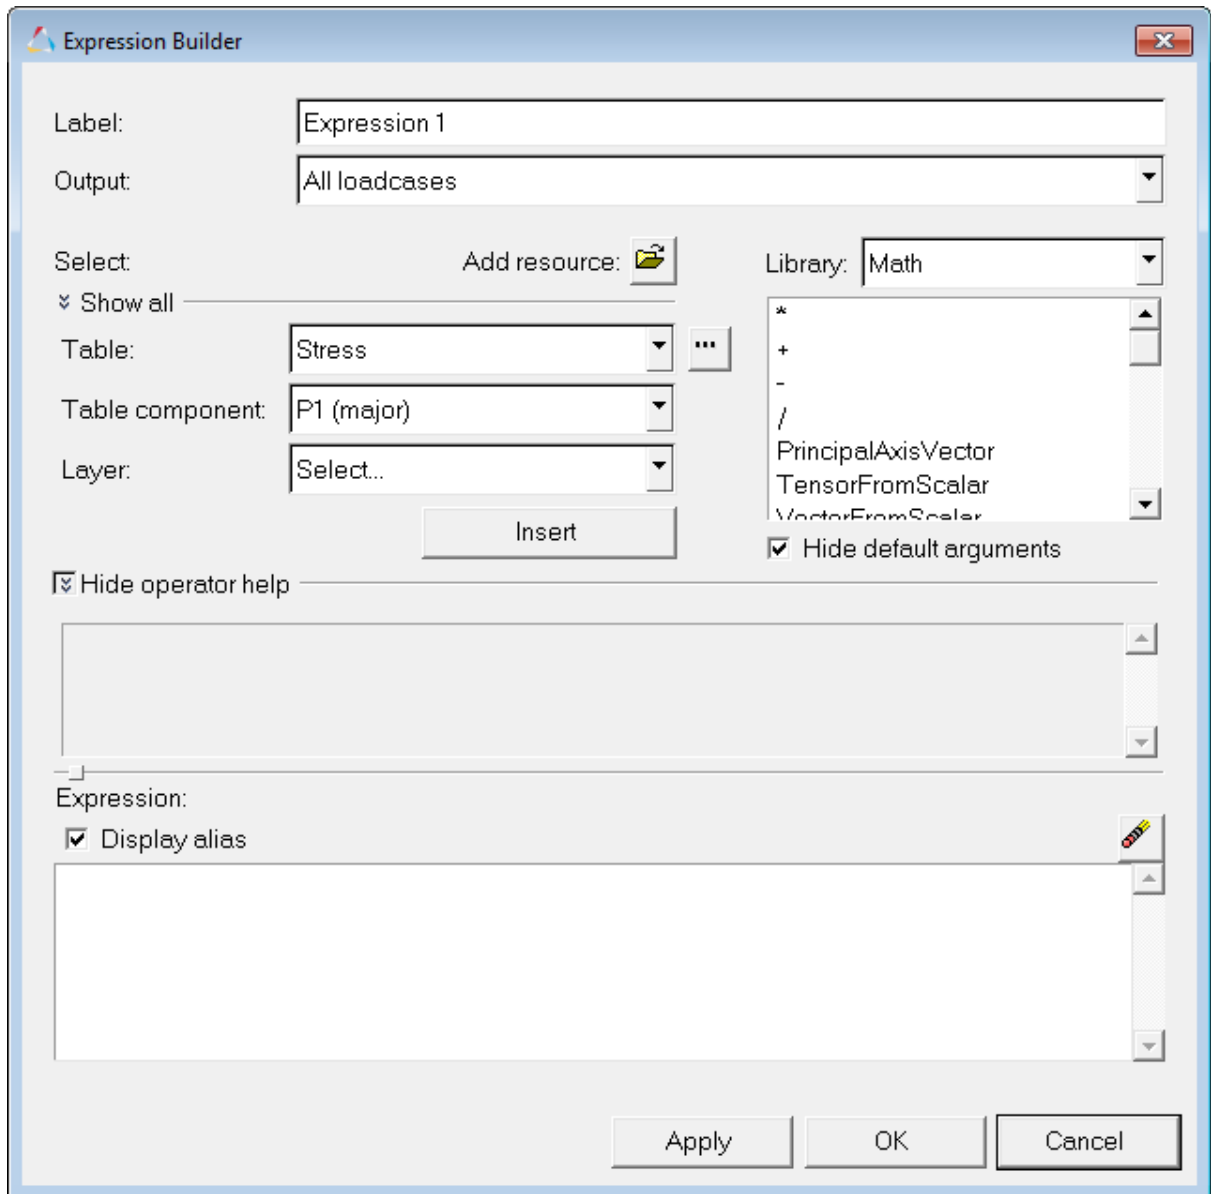 Expression Builder
Label: Expression 1
Output: All loadcases
Select: Add resource: Library: Math
Show all
Table: Stress ...
Table component: P1 (major)
Layer: Select...
Insert
*
+
-
/
PrincipalAxisVector
TensorFromScalar
VectorFromScalar
Hide default arguments
Hide operator help
Expression:
Display alias
Apply OK Cancel